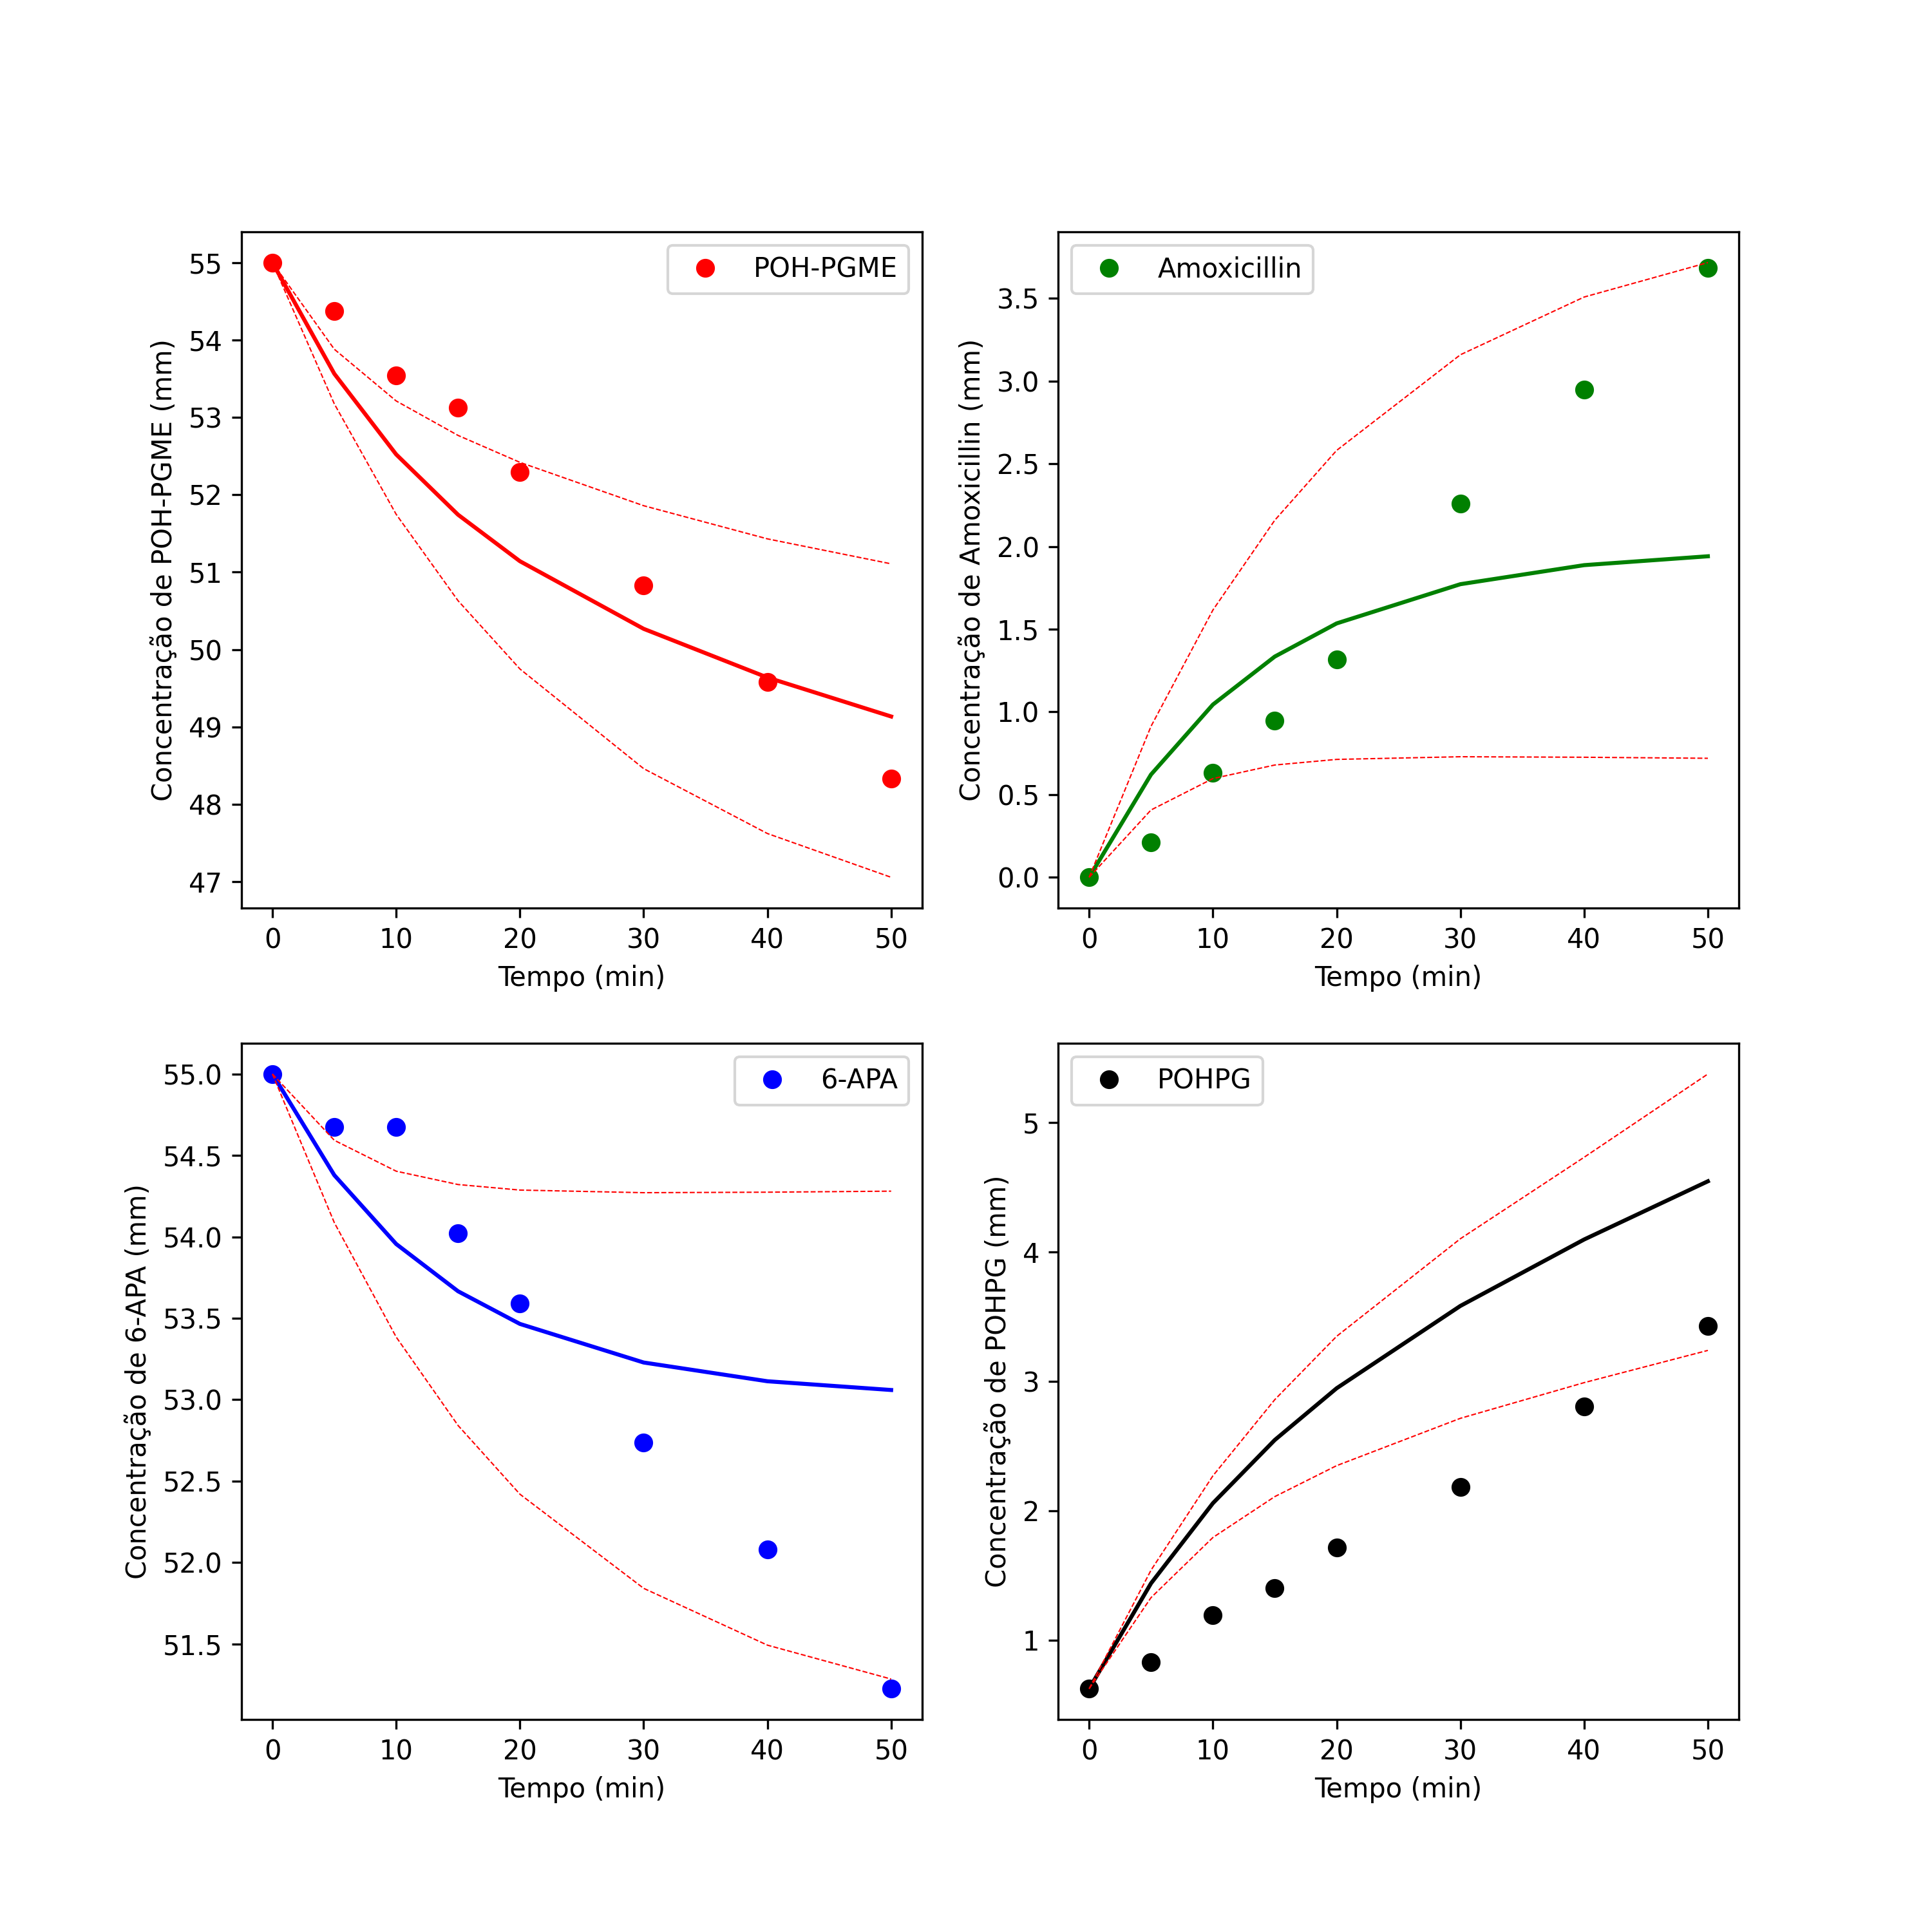 POH-PGME
Concentração de POH-PGME (mm)
55
54
53
52
51
50
49
48
47
0 10 20 30 40 50
Tempo (min)
Amoxicillin
Concentração de Amoxicillin (mm)
3.5
3.0
2.5
2.0
1.5
1.0
0.5
0.0
0 10 20 30 40 50
Tempo (min)
6-APA
Concentração de 6-APA (mm)
55.0
54.5
54.0
53.5
53.0
52.5
52.0
51.5
0 10 20 30 40 50
Tempo (min)
POHPG
Concentração de POHPG (mm)
5
4
3
2
1
0 10 20 30 40 50
Tempo (min)